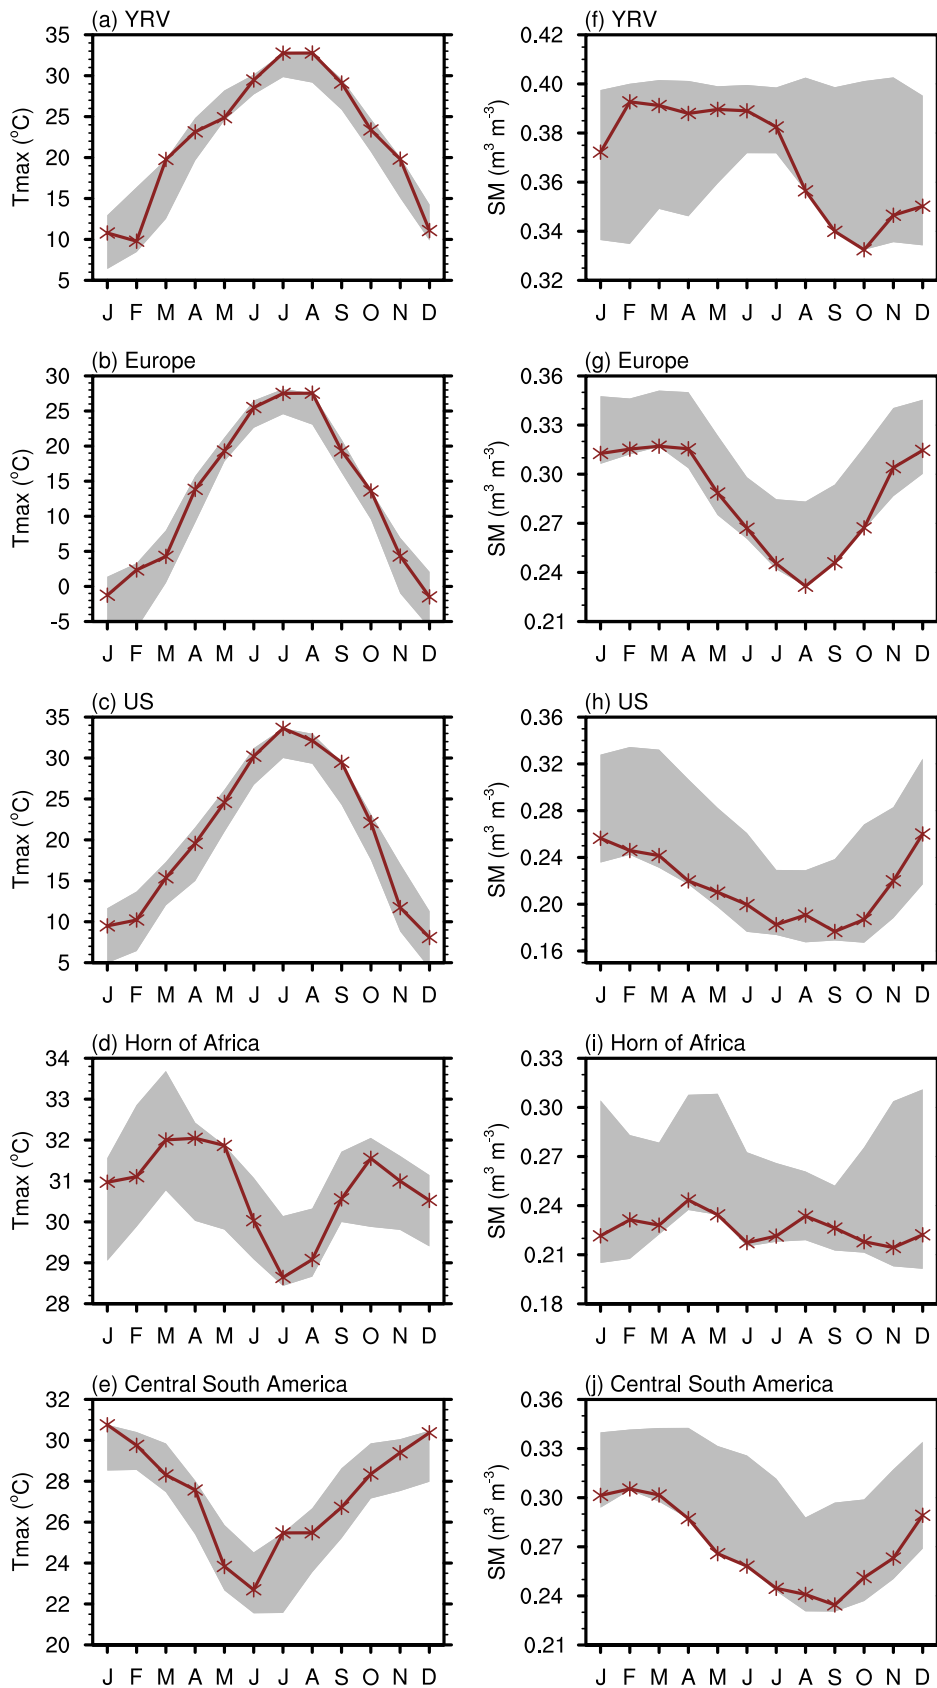 (a) YRV
Tmax (°C)
35
30
25
20
15
10
5
J F M A M J J A S O N D
(f) YRV
SM (m³ m⁻³)
0.42
0.40
0.38
0.36
0.34
0.32
J F M A M J J A S O N D
(b) Europe
Tmax (°C)
30
25
20
15
10
5
0
-5
J F M A M J J A S O N D
(g) Europe
SM (m³ m⁻³)
0.36
0.33
0.30
0.27
0.24
0.21
J F M A M J J A S O N D
(c) US
Tmax (°C)
35
30
25
20
15
10
5
J F M A M J J A S O N D
(h) US
SM (m³ m⁻³)
0.36
0.32
0.28
0.24
0.20
0.16
J F M A M J J A S O N D
(d) Horn of Africa
Tmax (°C)
34
33
32
31
30
29
28
J F M A M J J A S O N D
(i) Horn of Africa
SM (m³ m⁻³)
0.33
0.30
0.27
0.24
0.21
0.18
J F M A M J J A S O N D
(e) Central South America
Tmax (°C)
32
30
28
26
24
22
20
J F M A M J J A S O N D
(j) Central South America
SM (m³ m⁻³)
0.36
0.33
0.30
0.27
0.24
0.21
J F M A M J J A S O N D